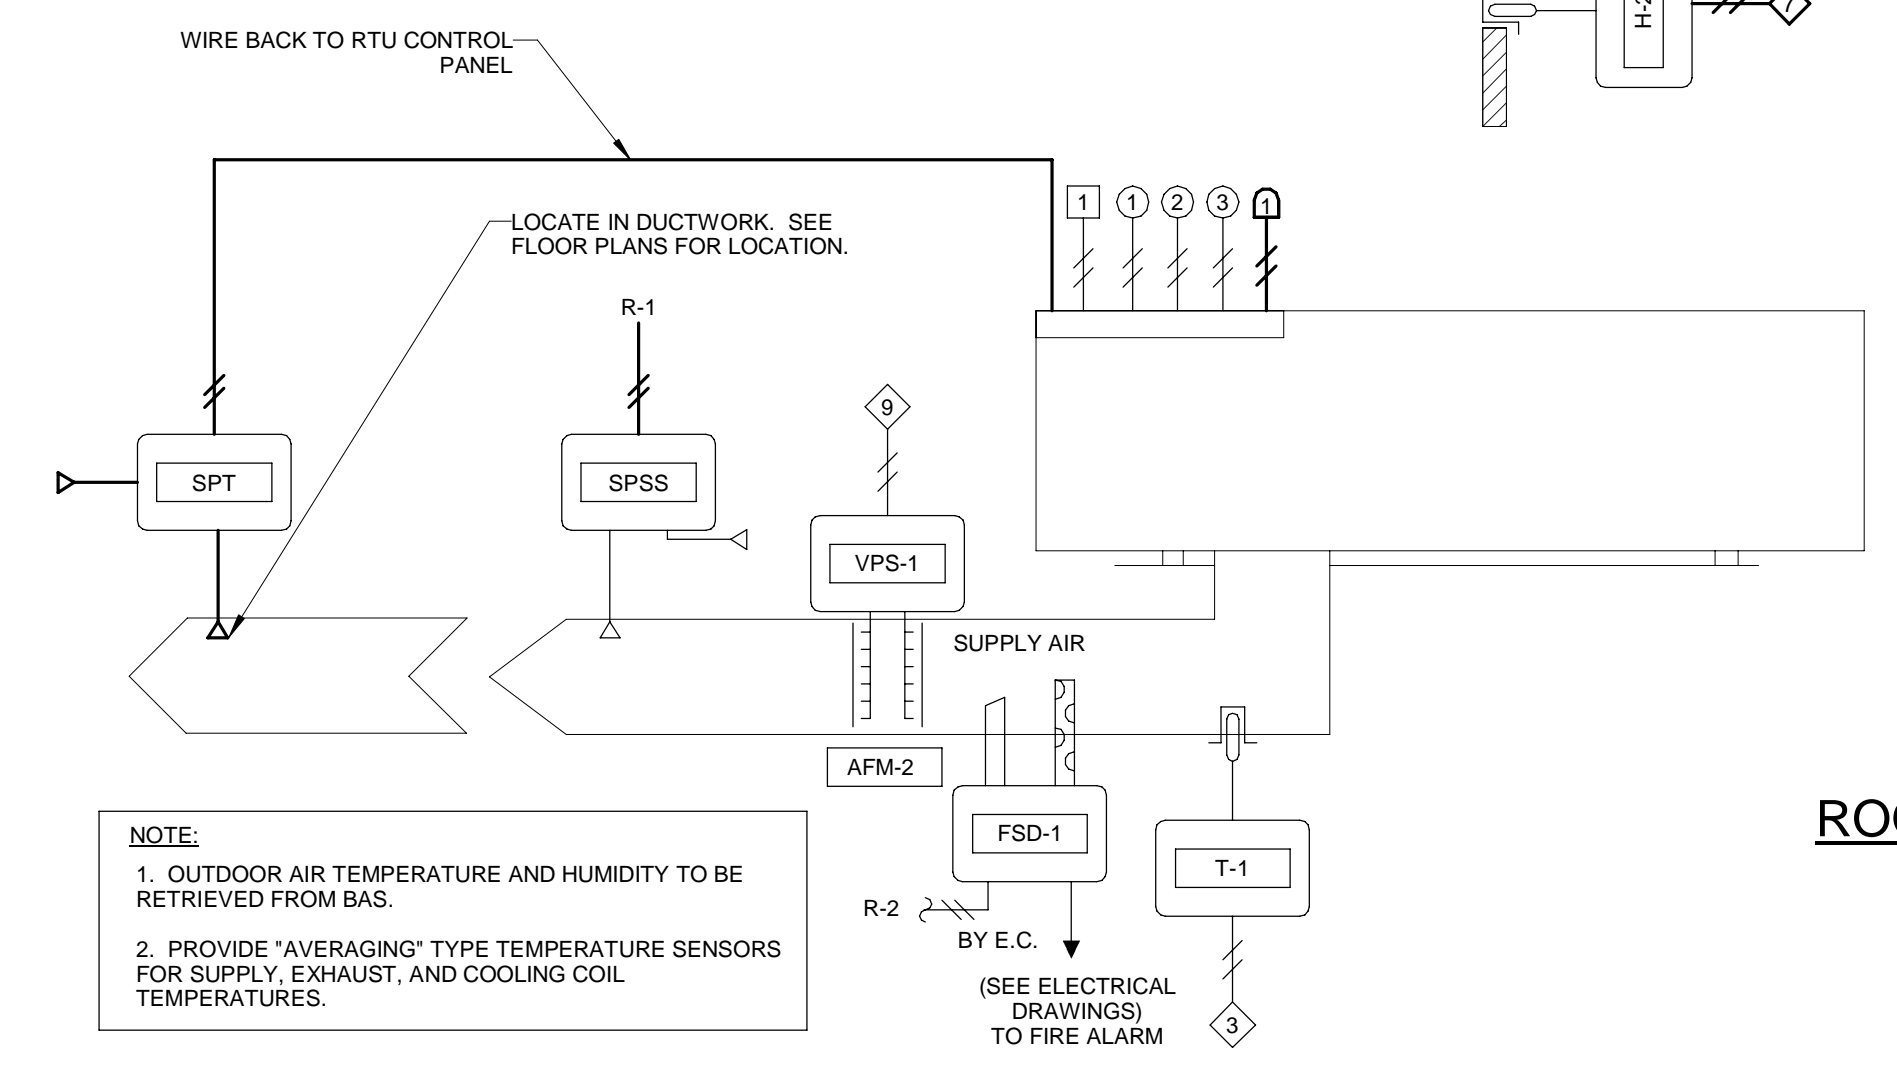 WIRE BACK TO RTU CONTROL
PANEL
H-2
7
LOCATE IN DUCTWORK.  SEE
FLOOR PLANS FOR LOCATION.
1
1
2
3
1
R-1
9
SPT
SPSS
VPS-1
SUPPLY AIR
AFM-2
FSD-1
T-1
R-2
BY E.C.
(SEE ELECTRICAL
DRAWINGS)
TO FIRE ALARM
3
NOTE:
1.  OUTDOOR AIR TEMPERATURE AND HUMIDITY TO BE
RETRIEVED FROM BAS.
2.  PROVIDE "AVERAGING" TYPE TEMPERATURE SENSORS
FOR SUPPLY, EXHAUST, AND COOLING COIL
TEMPERATURES.